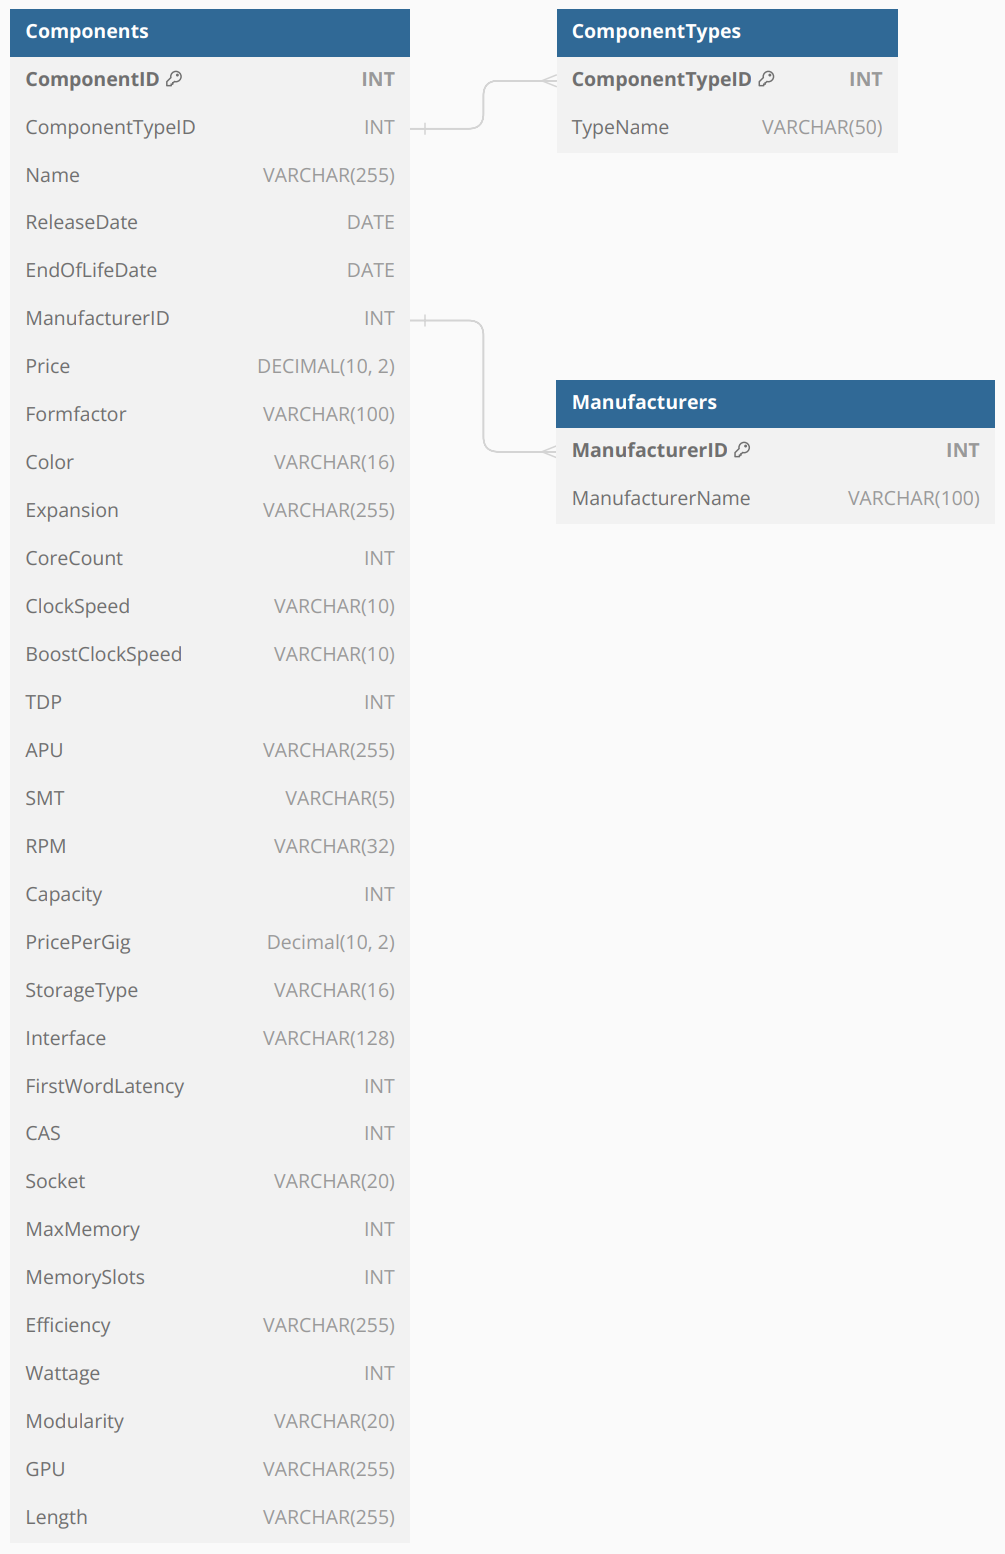 Components
ComponentID INT
ComponentTypeID INT
Name VARCHAR(255)
ReleaseDate DATE
EndOfLifeDate DATE
ManufacturerID INT
Price DECIMAL(10, 2)
Formfactor VARCHAR(100)
Color VARCHAR(16)
Expansion VARCHAR(255)
CoreCount INT
ClockSpeed VARCHAR(10)
BoostClockSpeed VARCHAR(10)
TDP INT
APU VARCHAR(255)
SMT VARCHAR(5)
RPM VARCHAR(32)
Capacity INT
PricePerGig Decimal(10, 2)
StorageType VARCHAR(16)
Interface VARCHAR(128)
FirstWordLatency INT
CAS INT
Socket VARCHAR(20)
MaxMemory INT
MemorySlots INT
Efficiency VARCHAR(255)
Wattage INT
Modularity VARCHAR(20)
GPU VARCHAR(255)
Length VARCHAR(255)
ComponentTypes
ComponentTypeID INT
TypeName VARCHAR(50)
Manufacturers
ManufacturerID INT
ManufacturerName VARCHAR(100)